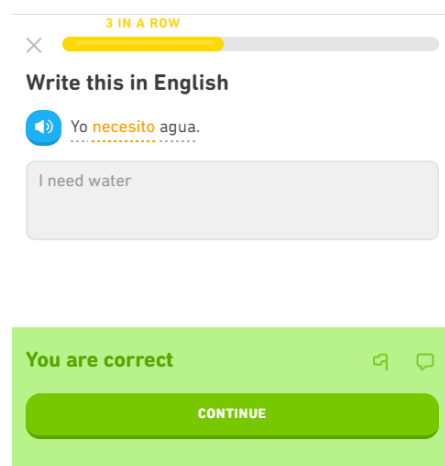 3 IN A ROW
Write this in English
Yo necesito agua.
I need water
You are correct
CONTINUE